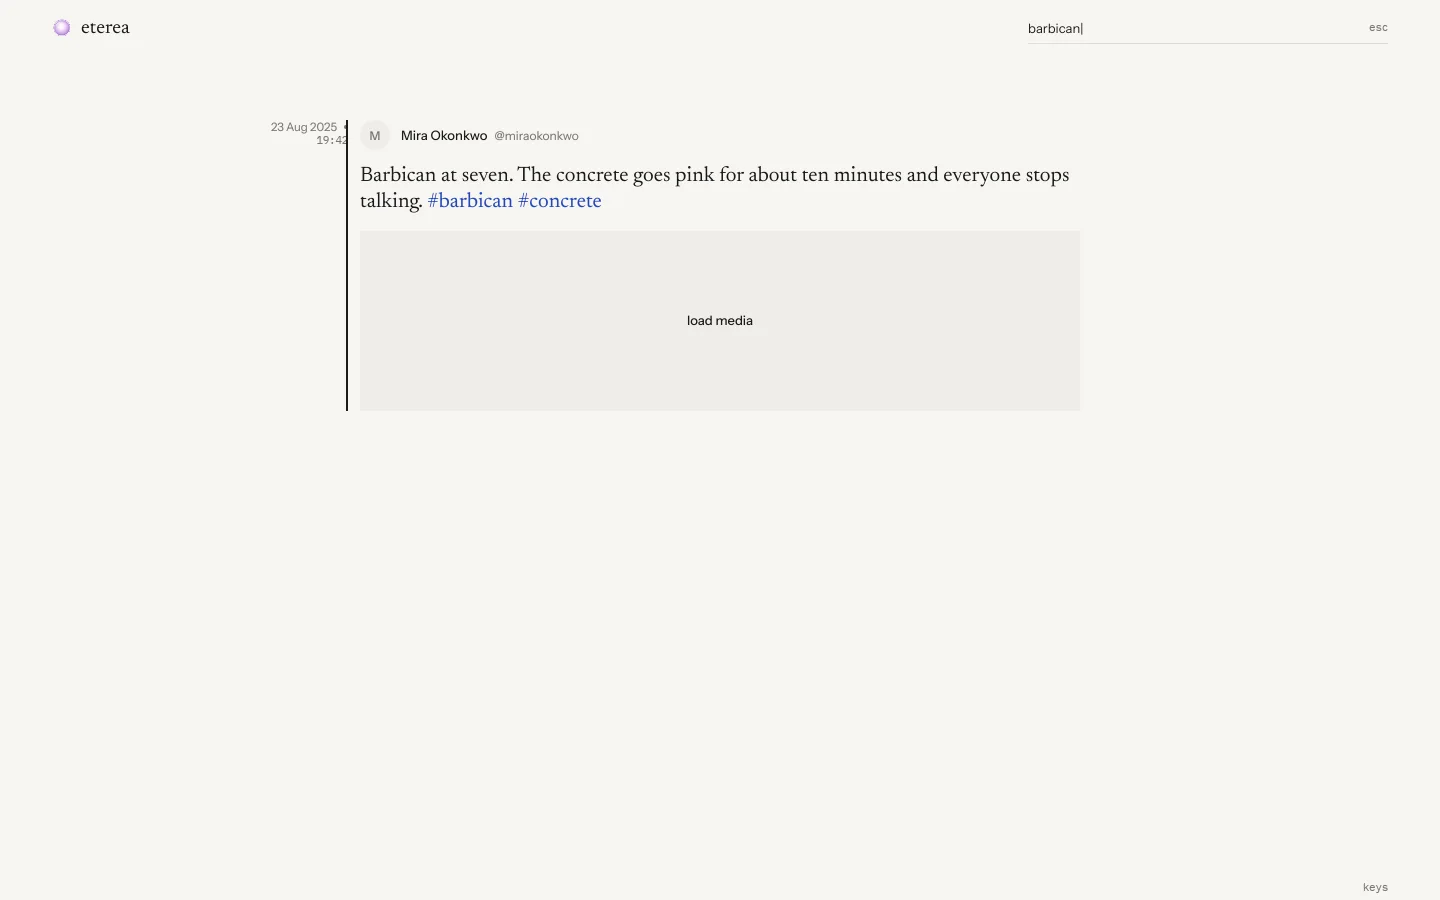 eterea
barbican
esc
23 Aug 2025
19:42
M
Mira Okonkwo @miraokonkwo
Barbican at seven. The concrete goes pink for about ten minutes and everyone stops
talking. #barbican #concrete
load media
keys